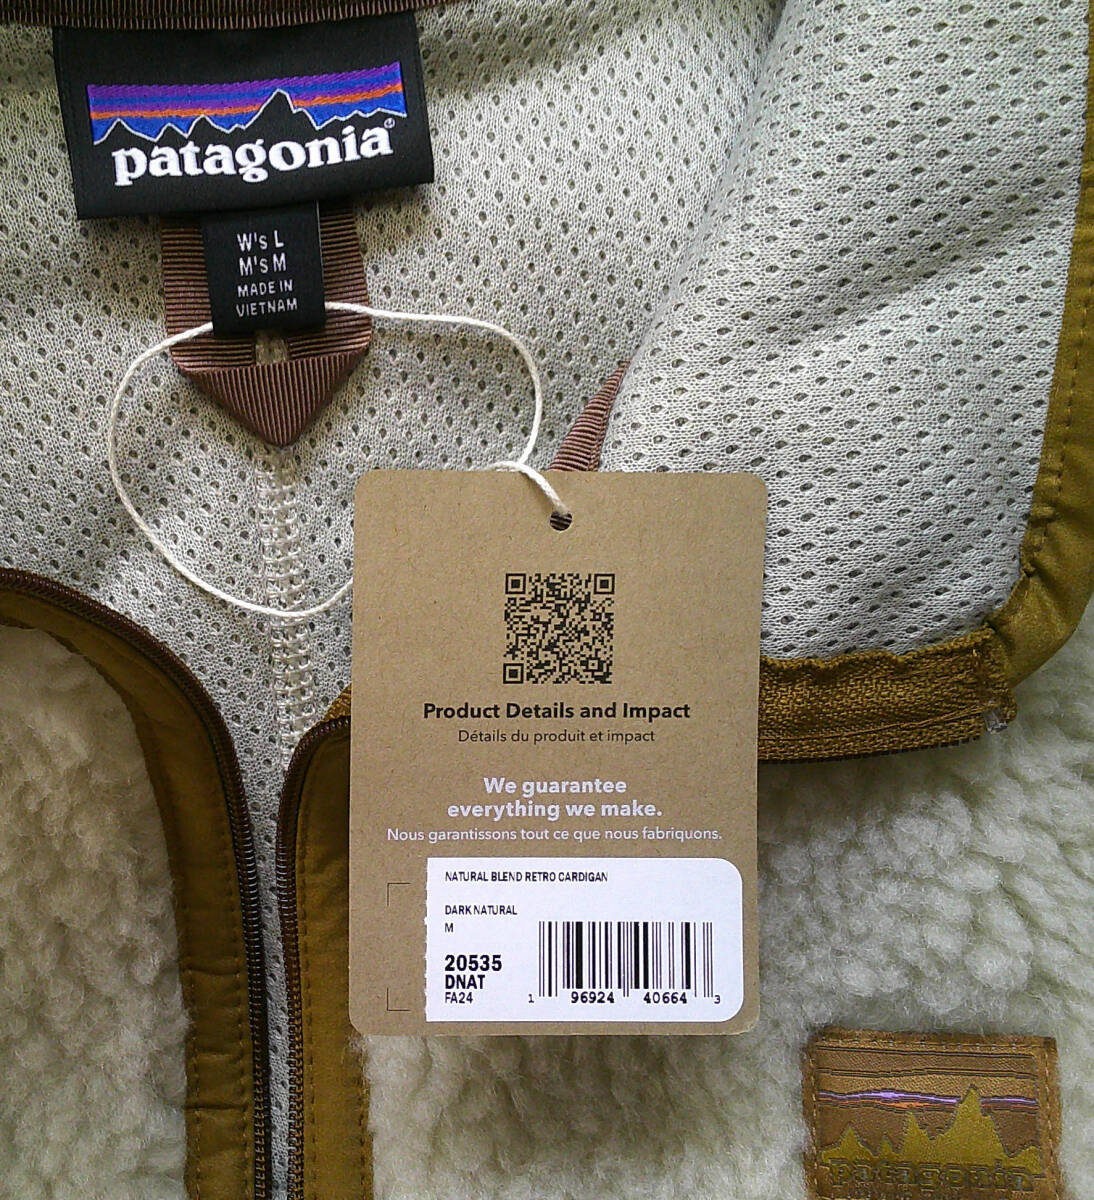 patagonia®
W's L
M's M
MADE IN
VIETNAM
Product Details and Impact
Détails du produit et impact
We guarantee
everything we make.
Nous garantissons tout ce que nous fabriquons.
NATURAL BLEND RETRO CARDIGAN
DARK NATURAL
M
20535
DNAT
FA24
1 96924 40664 3
patagonia